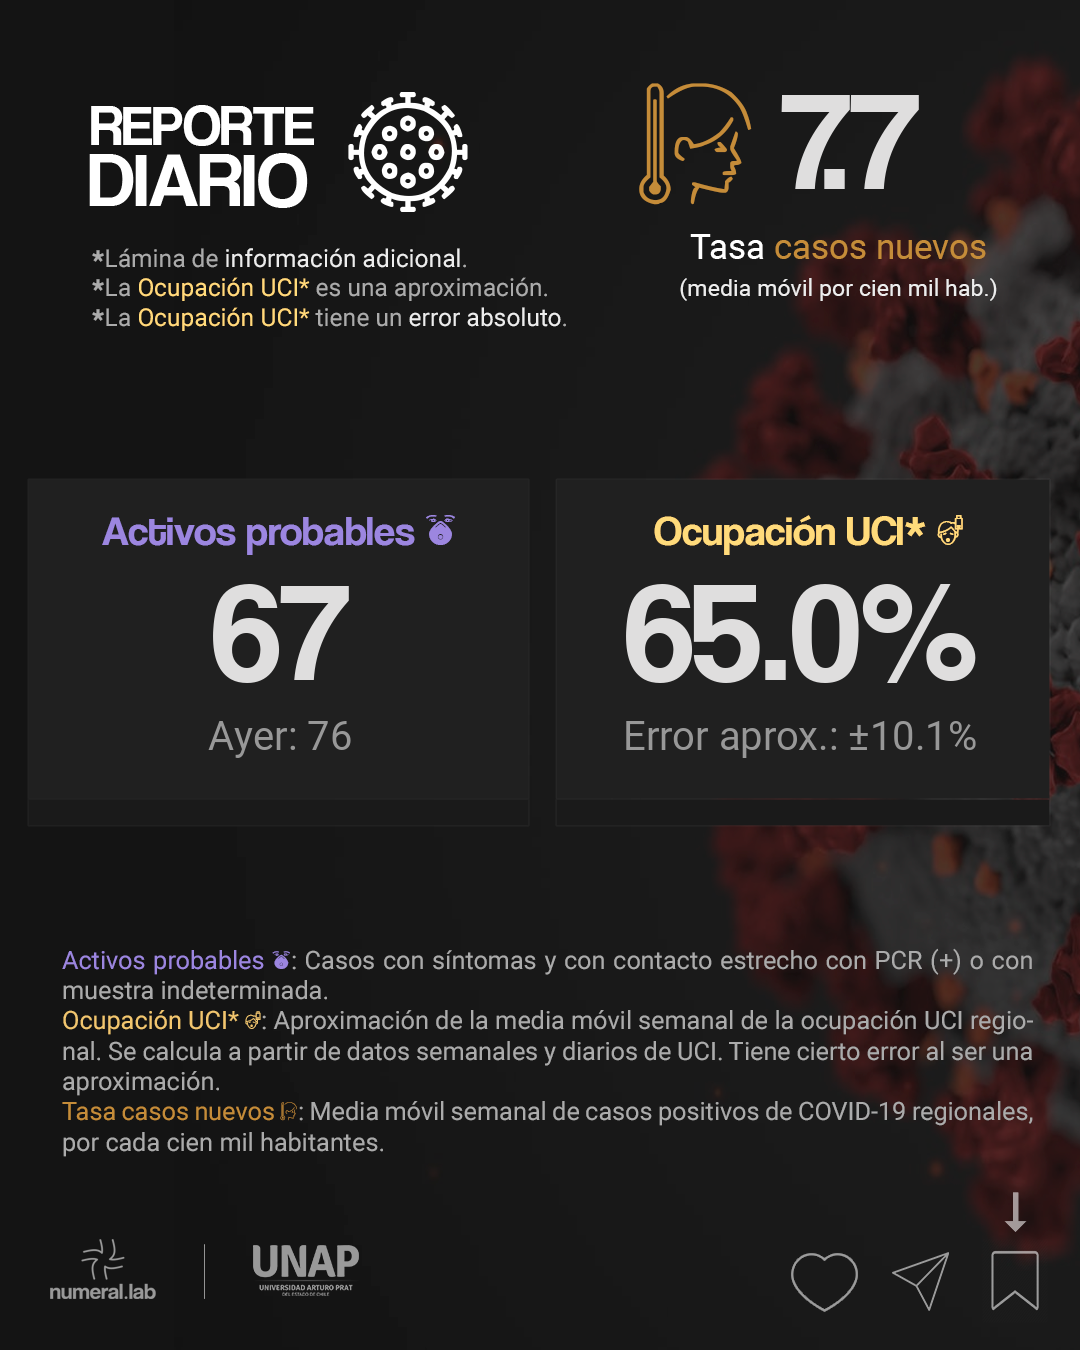 REPORTE
DIARIO
*Lámina de información adicional.
*La Ocupación UCI* es una aproximación.
*La Ocupación UCI* tiene un error absoluto.
7.7
Tasa casos nuevos
(media móvil por cien mil hab.)
Activos probables
67
Ayer: 76
Ocupación UCI*
65.0%
Error aprox.: ±10.1%
Activos probables : Casos con síntomas y con contacto estrecho con PCR (+) o con
muestra indeterminada.
Ocupación UCI* : Aproximación de la media móvil semanal de la ocupación UCI regio-
nal. Se calcula a partir de datos semanales y diarios de UCI. Tiene cierto error al ser una
aproximación.
Tasa casos nuevos : Media móvil semanal de casos positivos de COVID-19 regionales,
por cada cien mil habitantes.
numeral.lab
UNAP
UNIVERSIDAD ARTURO PRAT
DEL ESTADO DE CHILE